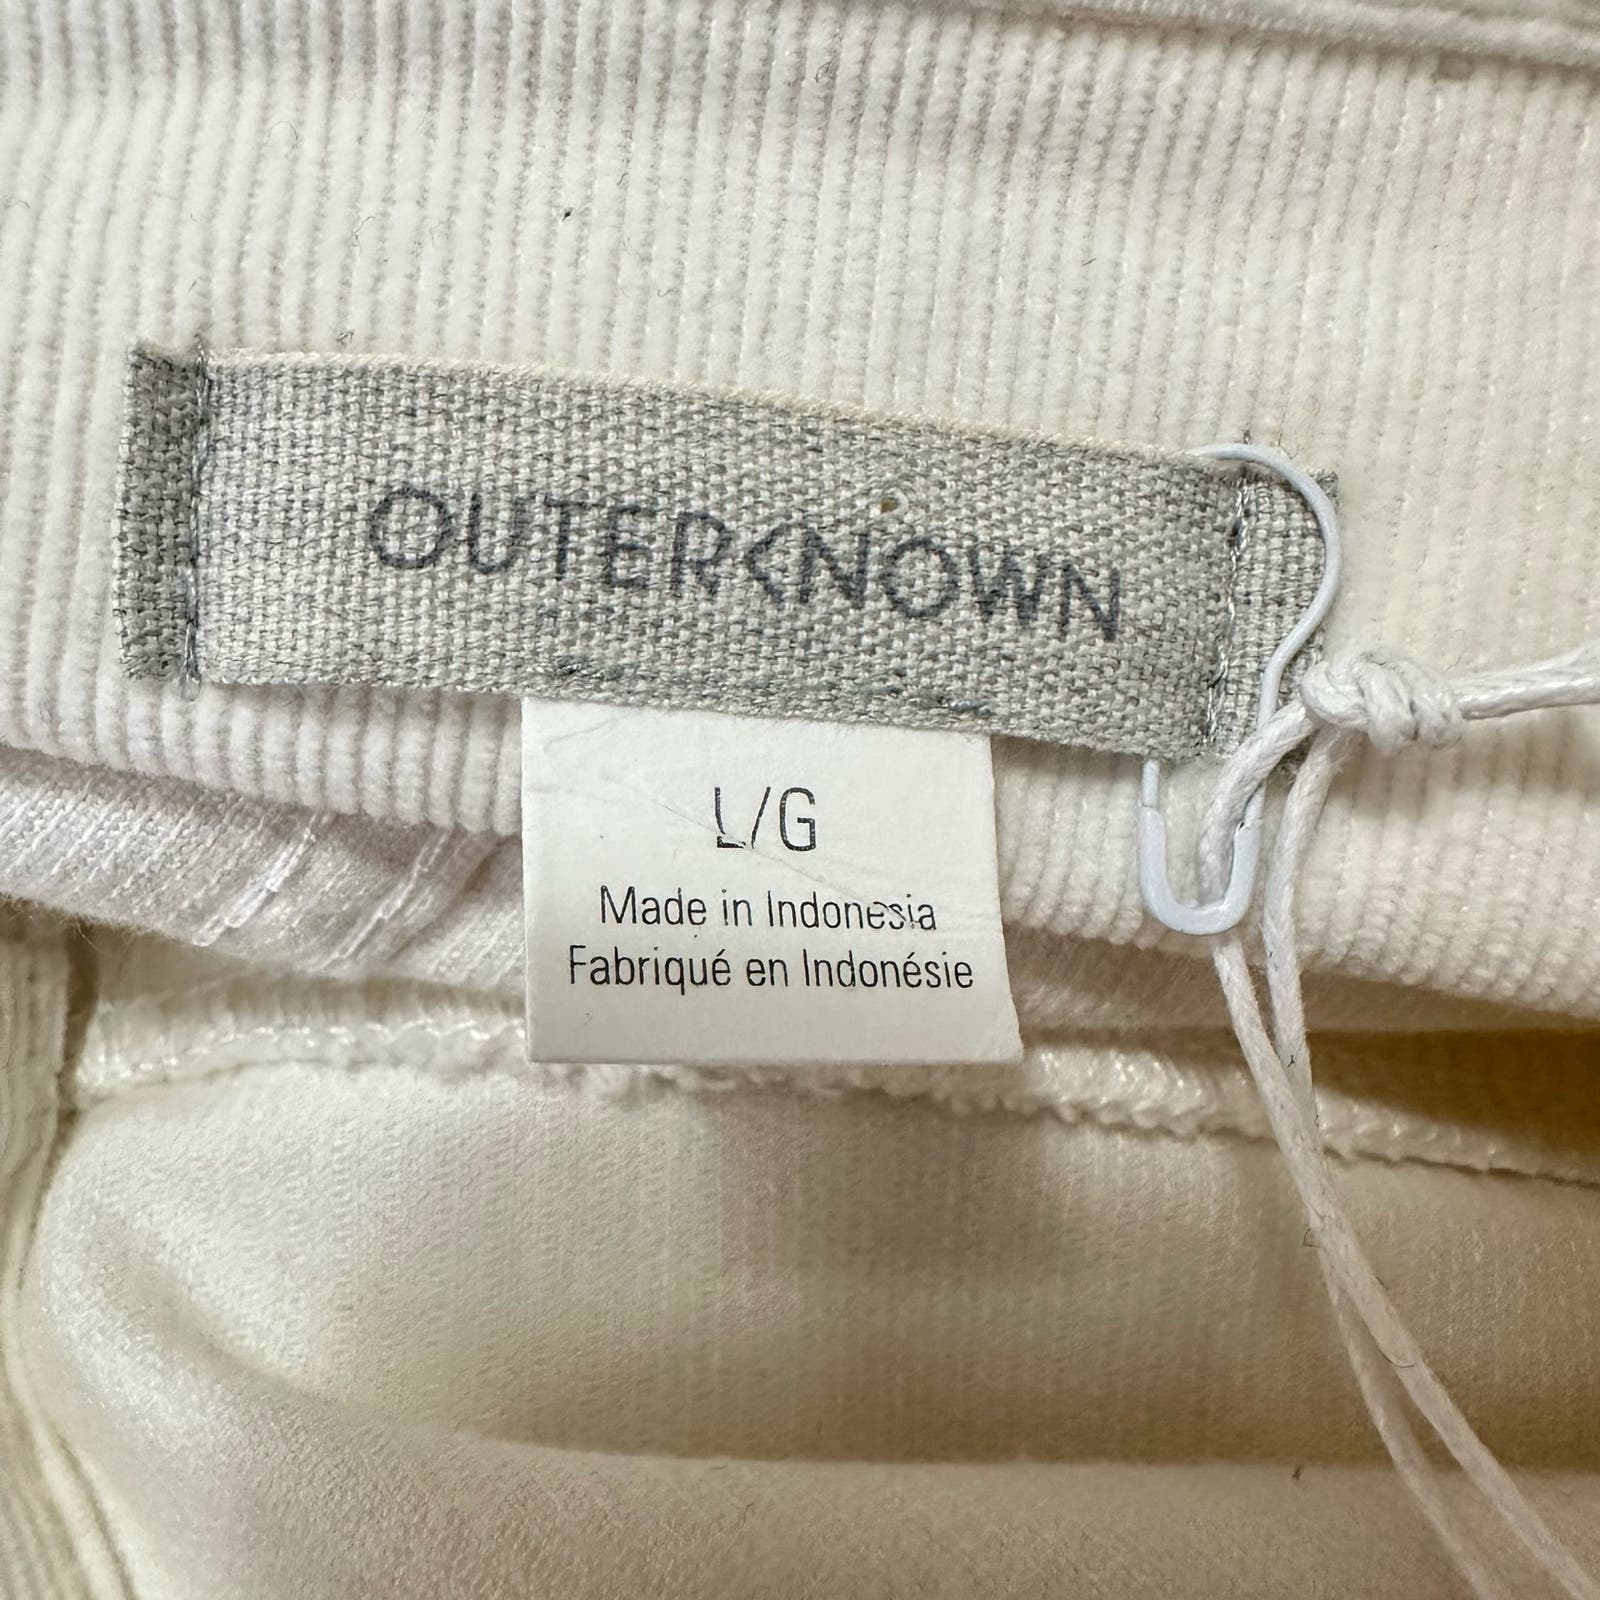 OUTERKNOWN
L/G
Made in Indonesia
Fabriqué en Indonésie